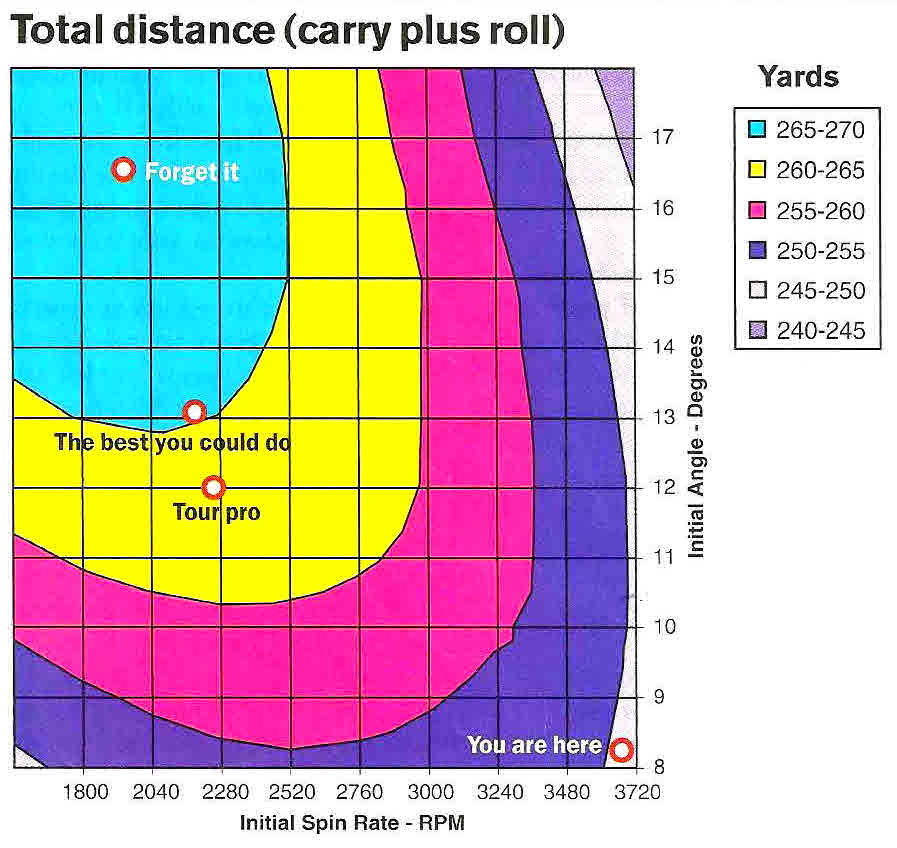 Total distance (carry plus roll)
Yards
265-270
260-265
255-260
250-255
245-250
240-245
Forget it
The best you could do
Tour pro
You are here
17
16
15
14
13
12
11
10
9
8
Initial Angle - Degrees
1800 2040 2280 2520 2760 3000 3240 3480 3720
Initial Spin Rate - RPM